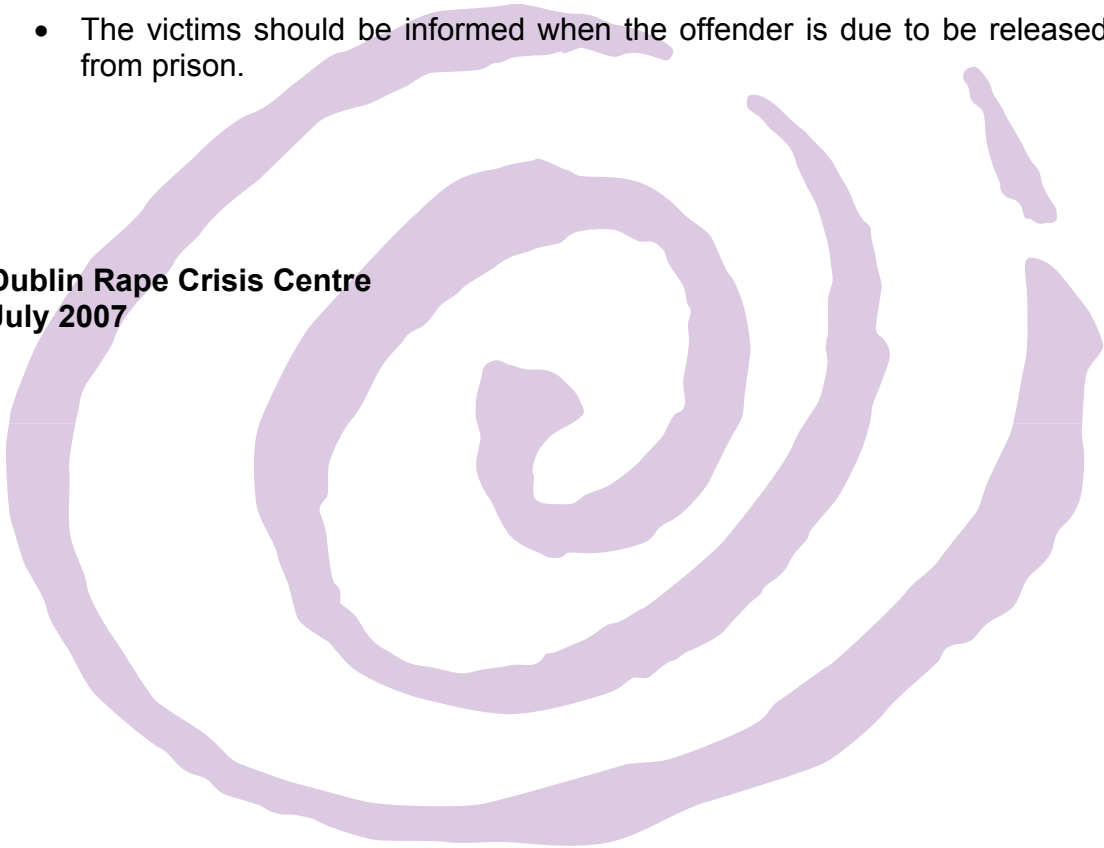 • The victims should be informed when the offender is due to be released
from prison.
Dublin Rape Crisis Centre
July 2007